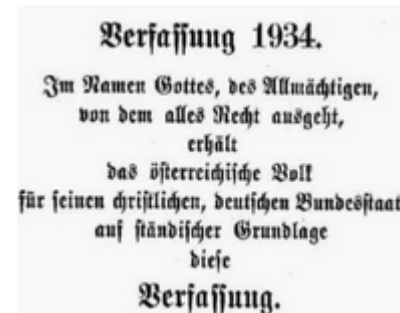 Verfassung 1934.
Im Namen Gottes, des Allmächtigen,
von dem alles Recht ausgeht,
erhält
das österreichische Volk
für seinen christlichen, deutschen Bundesstaat
auf ständischer Grundlage
diese
Verfassung.